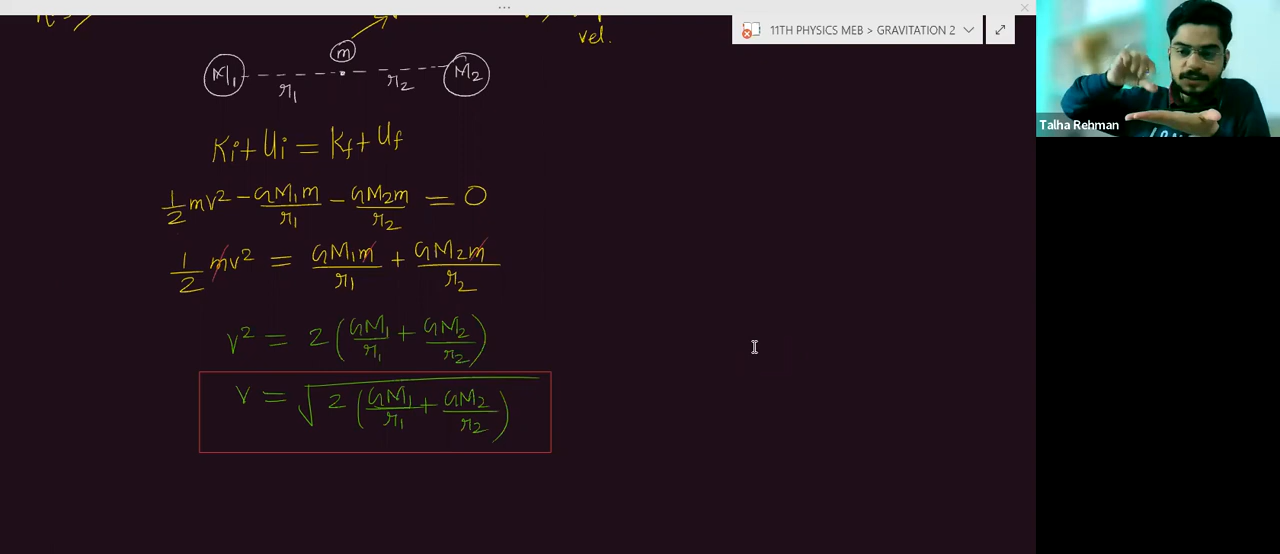 11TH PHYSICS MEB > GRAVITATION 2
vel.
m
M₁ M₂
r₁ r₂
Talha Rehman
Ki + Ui = Kf + Uf
1/2 mv² - GM₁m/r₁ - GM₂m/r₂ = 0
1/2 mv² = GM₁m/r₁ + GM₂m/r₂
v² = 2 (GM₁/r₁ + GM₂/r₂)
v = √2 (GM₁/r₁ + GM₂/r₂)